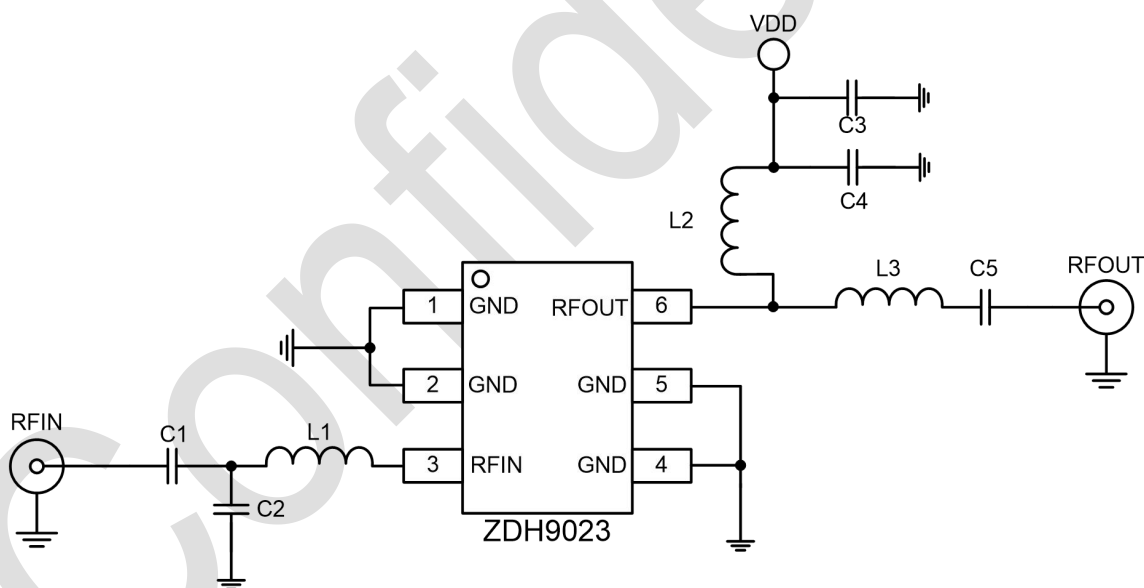 VDD
C3
C4
L2
L3
C5
RFOUT
1
GND
RFOUT
6
2
GND
GND
5
RFIN
C1
L1
3
RFIN
GND
4
C2
ZDH9023
Confide